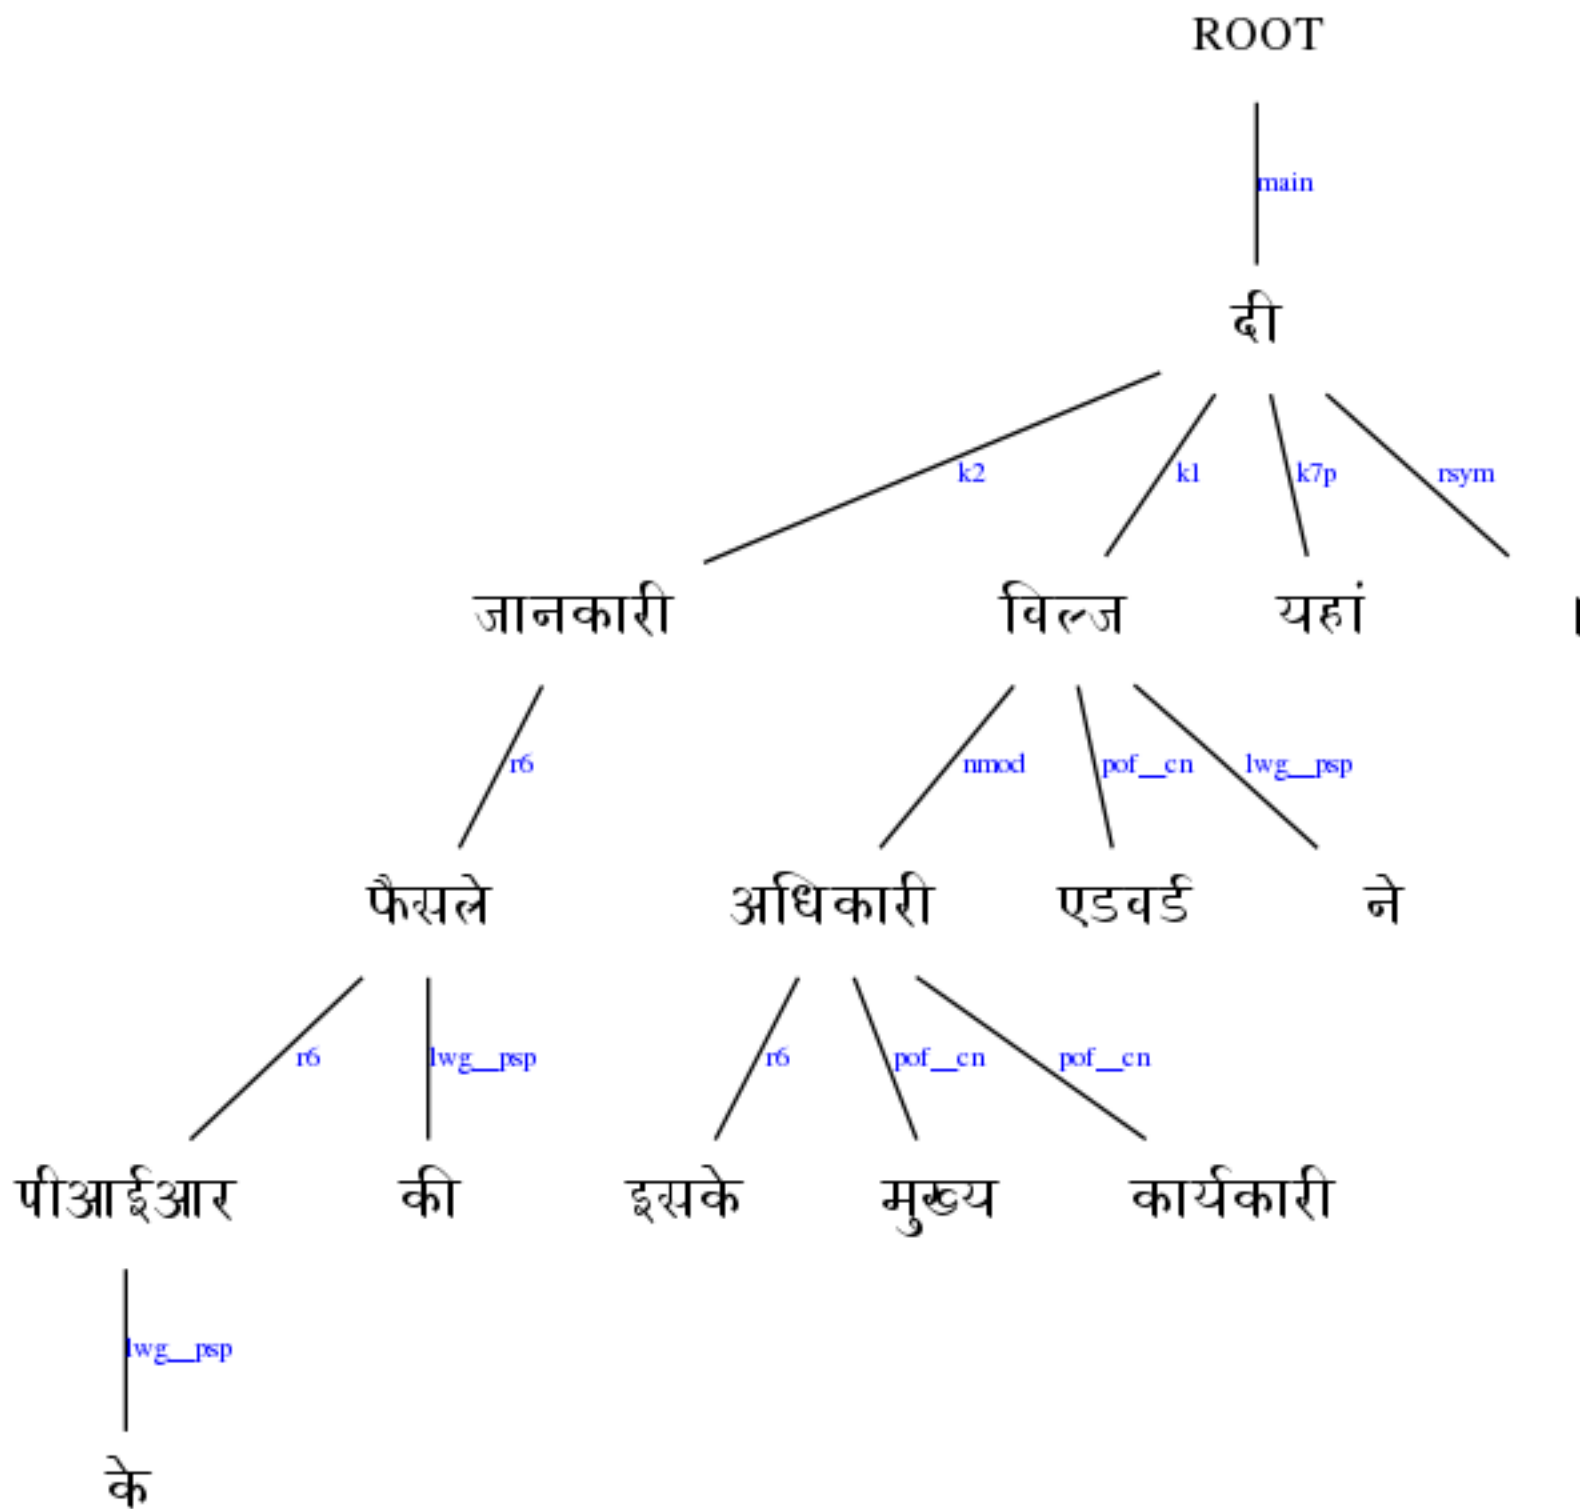 ROOT
main
दी
k2 k1 k7p rsym
जानकारी विल्ज यहां ।
r6 nmod pof__cn lwg__psp
फैसले अधिकारी एडवर्ड ने
r6 lwg__psp r6 pof__cn pof__cn
पीआईआर की इसके मुख्य कार्यकारी
lwg__psp
के